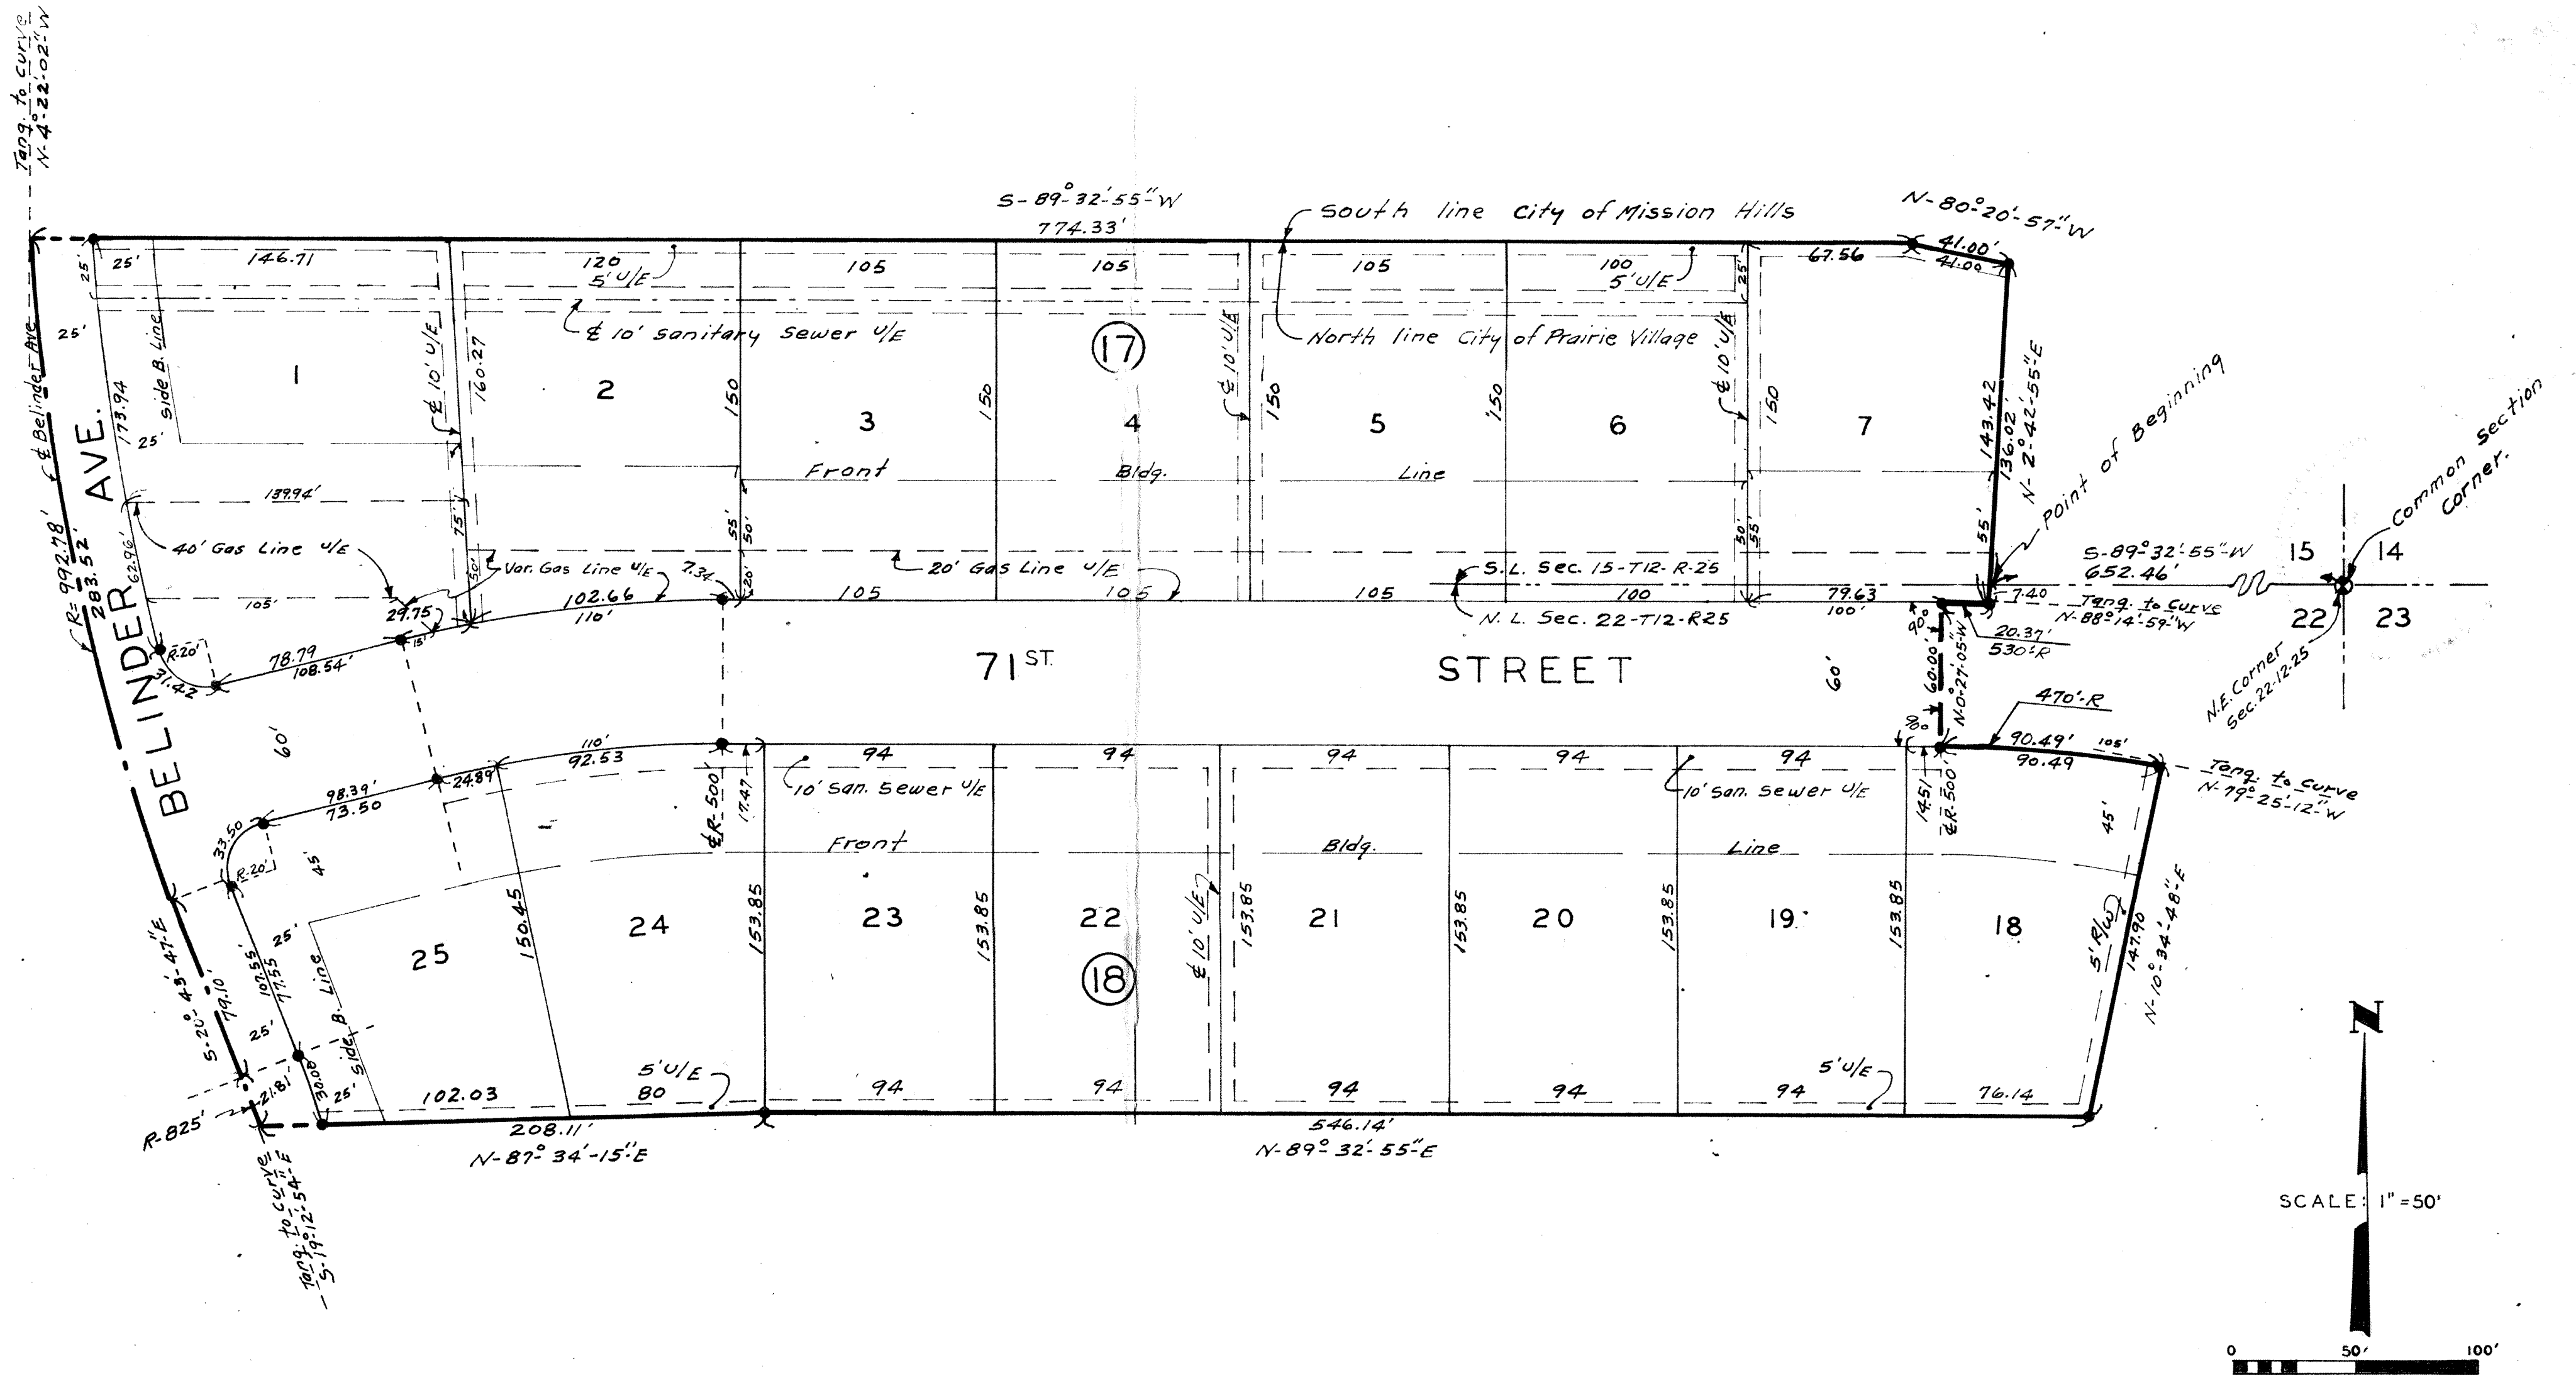 Tang. to Curve
N-4°-22'-02"-W
S-89°-32'-55"-W
774.33'
South line City of Mission Hills
N-80°-20'-57"-W
41.00'
41.00
25'
25'
146.71
120
5' U/E
105
105
105
100
5' U/E
25'
67.56
25'
₵ 10' Sanitary Sewer U/E
17
North line City of Prairie Village
₵ Belinder Ave.
Side B. Line
173.94
25'
1
₵ 10' U/E
160.27
2
150
3
150
4
₵ 10' U/E
150
5
150
6
₵ 10' U/E
150
7
143.42
136.02'
N-2°-42'-55"-E
Point of Beginning
Common Section
Corner.
Front Bldg. Line
139.94'
75'
55'
50'
50'
55'
55'
R=992.78'
283.52'
62.96'
40' Gas Line U/E
Var. Gas Line U/E
50'
7.34
20'
20' Gas Line U/E
S.L. Sec. 15-T12-R-25
N. L. Sec. 22-T12-R25
S-89°-32'-55"-W
652.46'
15 14
22 23
105'
29.75
15'
102.66
110'
105
105
105
100
79.63
100'
7.40
Tang. to Curve
N-88°-14'-59"-W
90°
20.37'
530'-R
N.E. Corner
Sec. 22-12-25
R-20'
31.42
78.79
108.54'
BELINDER AVE.
71ST. STREET
60'
60'
60.00'
N-0°-27'-05"-W
90°
470'-R
98.39'
73.50
24.89
110'
92.53
17.47
₵R-500'
94
94
94
94
94
14.51
₵R-500'
90.49'
90.49
105'
Tang. to Curve
N-79°-25'-12"-W
10' San. Sewer U/E
10' San. Sewer U/E
33.50
R-20'
45'
45'
Front Bldg. Line
S-20°-43'-47"-E
79.10'
107.55'
77.55
25'
25'
Side B. Line
25
150.45
24
153.85
23
153.85
22
18
₵ 10' U/E
153.85
21
153.85
20
153.85
19
153.85
18
5' R/W
147.90
N-10°-34'-48"-E
R-825'
21.81'
30.00
25'
102.03
5' U/E
80
94
94
94
94
94
5' U/E
76.14
208.11'
N-87°-34'-15"-E
546.14'
N-89°-32'-55"-E
Tang. to Curve
S-19°-12'-54"-E
N
SCALE: 1"=50'
0 50' 100'